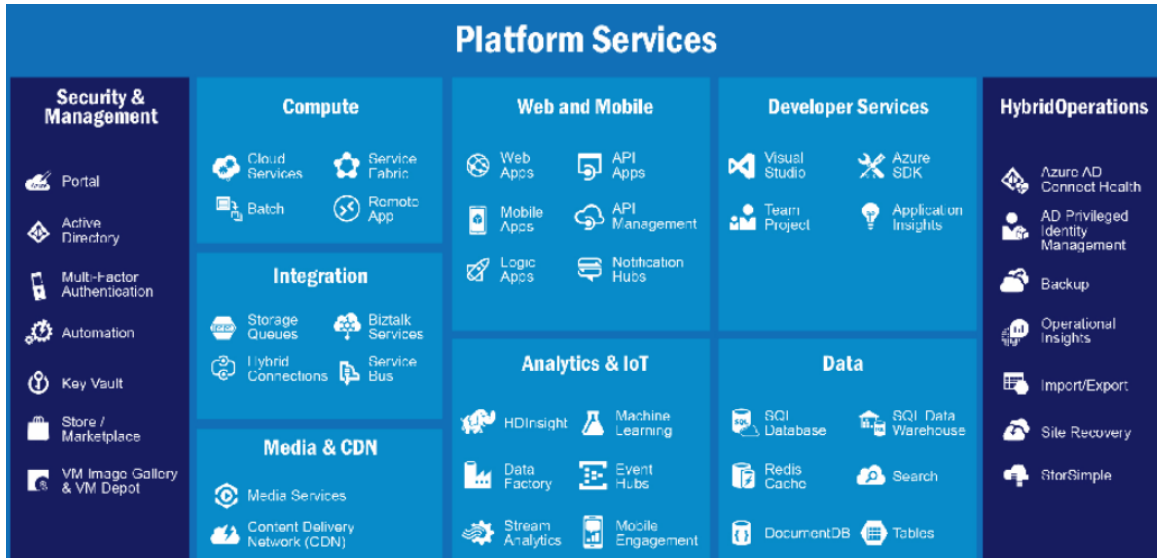 Platform Services
Security &
Management
Portal
Active
Directory
Multi-Factor
Authentication
Automation
Key Vault
Store /
Marketplace
VM Image Gallery
& VM Depot
Compute
Cloud
Services
Service
Fabric
Batch
Remote
App
Integration
Storage
Queues
Biztalk
Services
Hybrid
Connections
Service
Bus
Media & CDN
Media Services
Content Delivery
Network (CDN)
Web and Mobile
Web
Apps
API
Apps
Mobile
Apps
API
Management
Logic
Apps
Notification
Hubs
Analytics & IoT
HDInsight
Machine
Learning
Data
Factory
Event
Hubs
Stream
Analytics
Mobile
Engagement
Developer Services
Visual
Studio
Azure
SDK
Team
Project
Application
Insights
Data
SQL
Database
SQL Data
Warehouse
Redis
Cache
Search
DocumentDB
Tables
HybridOperations
Azure AD
Connect Health
AD Privileged
Identity
Management
Backup
Operational
Insights
Import/Export
Site Recovery
StorSimple